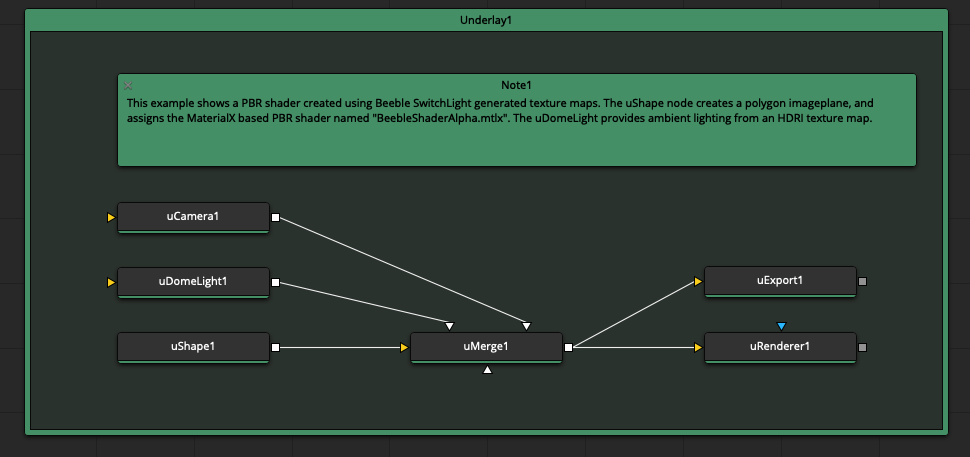 Underlay1
Note1
This example shows a PBR shader created using Beeble SwitchLight generated texture maps. The uShape node creates a polygon imageplane, and
assigns the MaterialX based PBR shader named "BeebleShaderAlpha.mtlx". The uDomeLight provides ambient lighting from an HDRI texture map.
uCamera1
uDomeLight1
uExport1
uShape1
uMerge1
uRenderer1